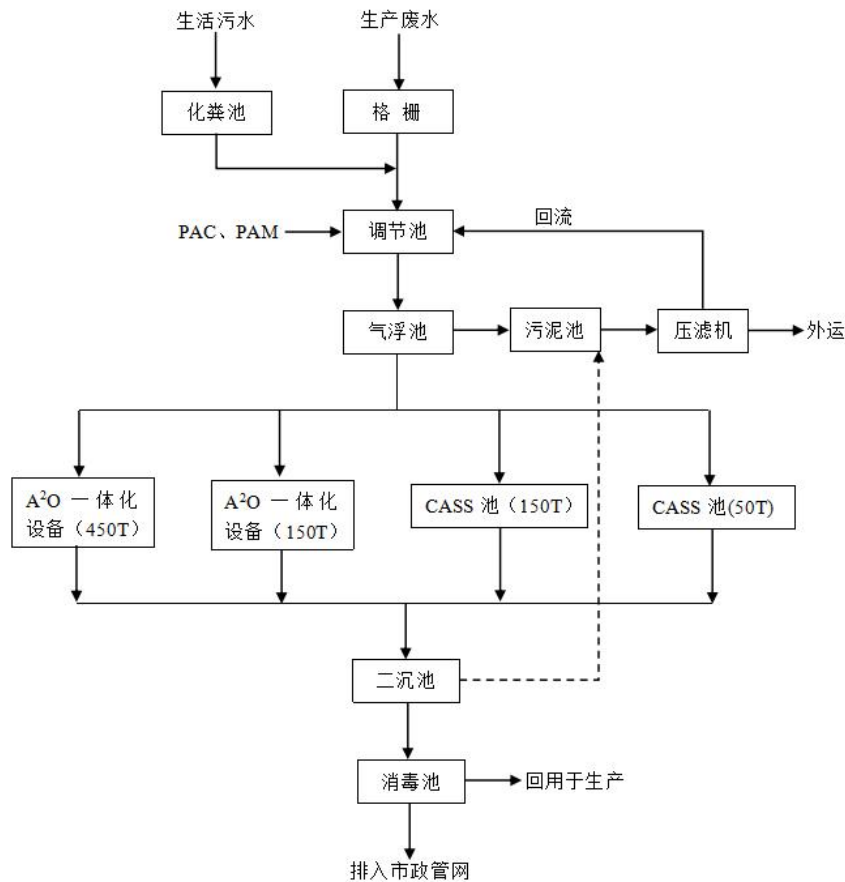 生活污水
生产废水
化粪池
格 栅
PAC、PAM
调节池
回流
气浮池
污泥池
压滤机
外运
A²O 一体化
设备（450T）
A²O 一体化
设备（150T）
CASS 池（150T）
CASS 池(50T)
二沉池
消毒池
回用于生产
排入市政管网